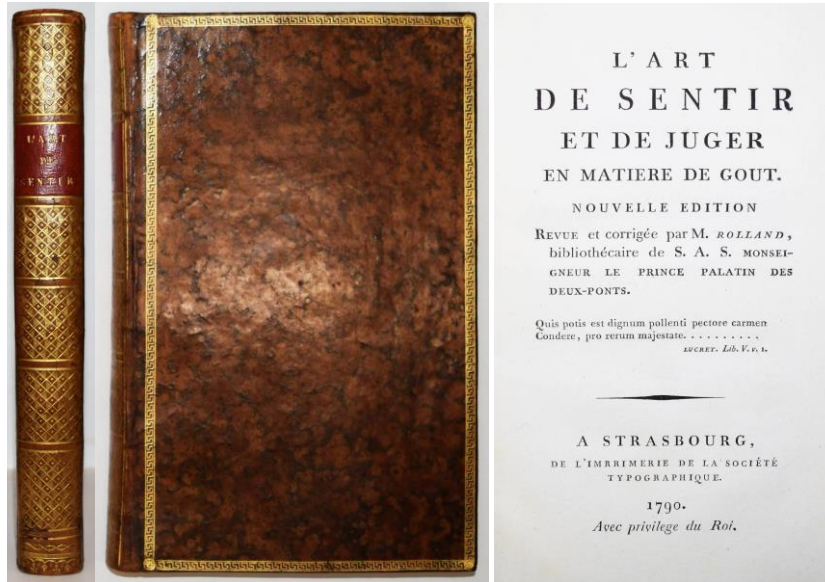 L'ART
DE
SENTIR
L'ART
DE SENTIR
ET DE JUGER
EN MATIERE DE GOUT.
NOUVELLE EDITION
REVUE et corrigée par M. ROLLAND,
bibliothécaire de S. A. S. MONSEI-
GNEUR LE PRINCE PALATIN DES
DEUX-PONTS.
Quis potis est dignum pollenti pectore carmen
Condere, pro rerum majestate..........,
LUCRET. Lib. V. v. 1.
A STRASBOURG,
DE L'IMPRIMERIE DE LA SOCIÉTÉ
TYPOGRAPHIQUE.
1790.
Avec privilege du Roi.